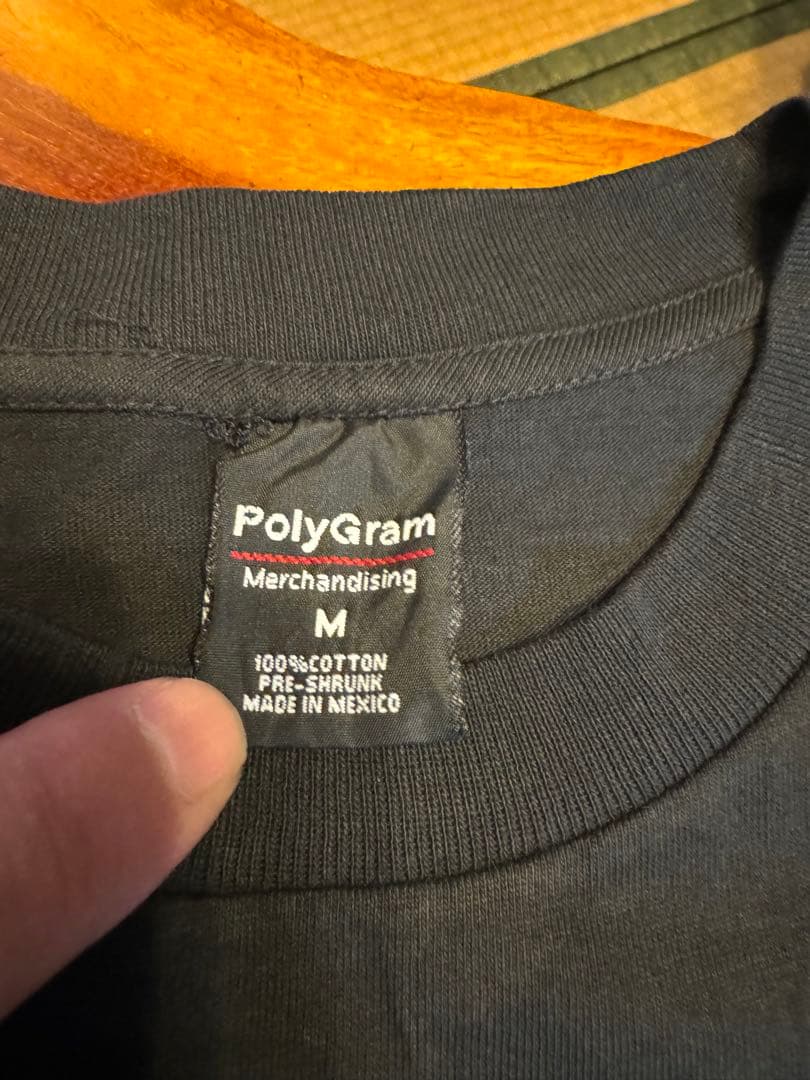 PolyGram
Merchandising
M
100%COTTON
PRE-SHRUNK
MADE IN MEXICO